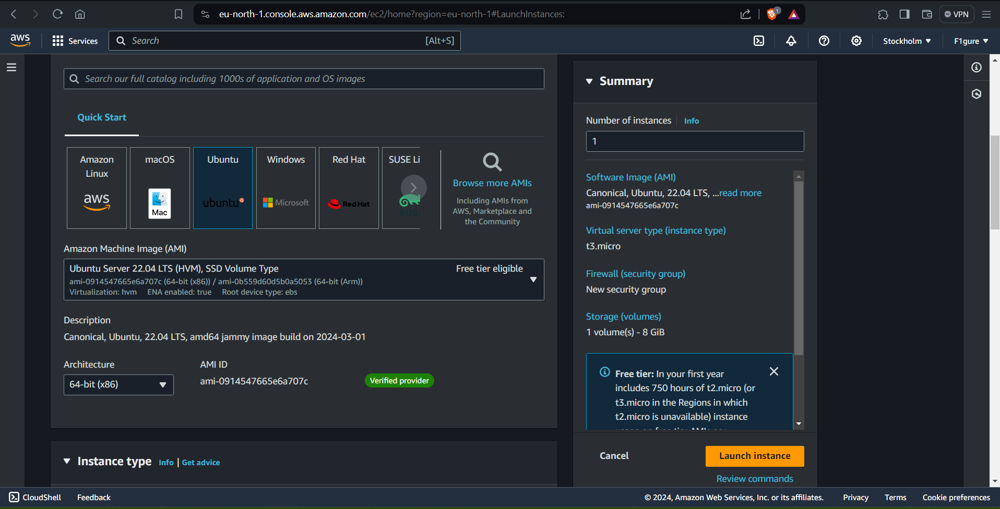 eu-north-1.console.aws.amazon.com/ec2/home?region=eu-north-1#LaunchInstances:
1
VPN
aws
Services
Search
[Alt+S]
Stockholm
F1gure
Search our full catalog including 1000s of application and OS images
Quick Start
Amazon
Linux
aws
macOS
Mac
Ubuntu
ubuntu
Windows
Microsoft
Red Hat
Red Hat
SUSE Li
SUS
Browse more AMIs
Including AMIs from
AWS, Marketplace and
the Community
Amazon Machine Image (AMI)
Ubuntu Server 22.04 LTS (HVM), SSD Volume Type
Free tier eligible
ami-0914547665e6a707c (64-bit (x86)) / ami-0b559d60d5b0a5053 (64-bit (Arm))
Virtualization: hvm ENA enabled: true Root device type: ebs
Description
Canonical, Ubuntu, 22.04 LTS, amd64 jammy image build on 2024-03-01
Architecture
64-bit (x86)
AMI ID
ami-0914547665e6a707c
Verified provider
Instance type Info | Get advice
Summary
Number of instances Info
1
Software Image (AMI)
Canonical, Ubuntu, 22.04 LTS, ...read more
ami-0914547665e6a707c
Virtual server type (instance type)
t3.micro
Firewall (security group)
New security group
Storage (volumes)
1 volume(s) - 8 GiB
Free tier: In your first year
includes 750 hours of t2.micro (or
t3.micro in the Regions in which
t2.micro is unavailable) instance
Cancel
Launch instance
Review commands
CloudShell
Feedback
© 2024, Amazon Web Services, Inc. or its affiliates.
Privacy
Terms
Cookie preferences